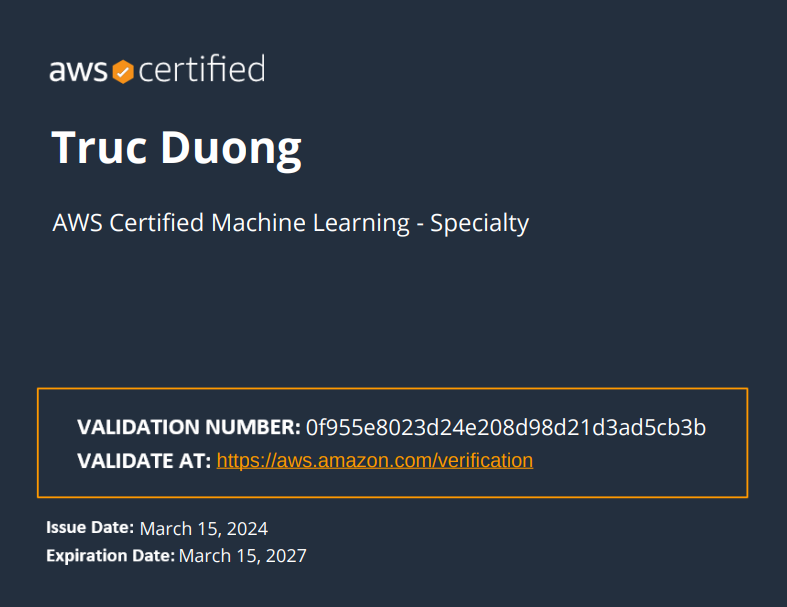 aws certified
Truc Duong
AWS Certified Machine Learning - Specialty
VALIDATION NUMBER: 0f955e8023d24e208d98d21d3ad5cb3b
VALIDATE AT: https://aws.amazon.com/verification
Issue Date: March 15, 2024
Expiration Date: March 15, 2027